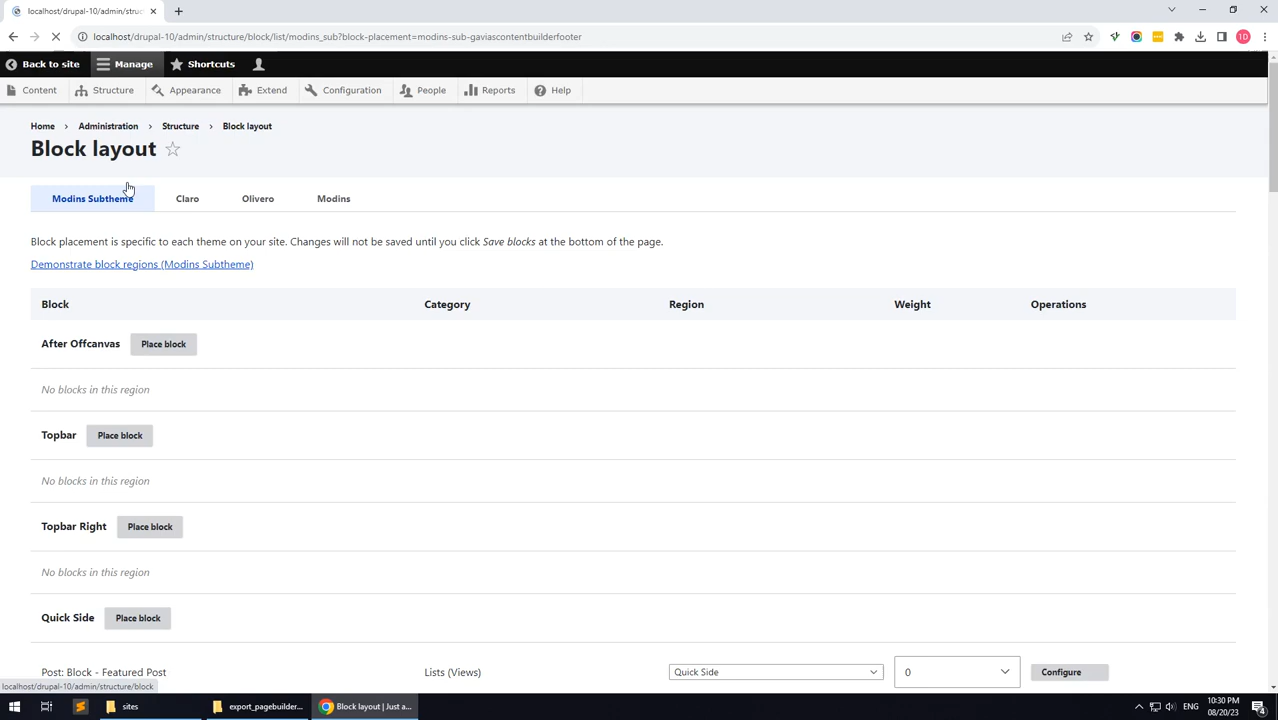 localhost/drupal-10/admin/struct
localhost/drupal-10/admin/structure/block/list/modins_sub?block-placement=modins-sub-gaviascontentbuilderfooter
1D
Back to site
Manage
Shortcuts
Content
Structure
Appearance
Extend
Configuration
People
Reports
Help
Home
Administration
Structure
Block layout
Block layout
Modins Subtheme
Claro
Olivero
Modins
Block placement is specific to each theme on your site. Changes will not be saved until you click Save blocks at the bottom of the page.
Demonstrate block regions (Modins Subtheme)
Block
Category
Region
Weight
Operations
After Offcanvas
Place block
No blocks in this region
Topbar
Place block
No blocks in this region
Topbar Right
Place block
No blocks in this region
Quick Side
Place block
Post: Block - Featured Post
Lists (Views)
Quick Side
0
Configure
localhost/drupal-10/admin/structure/block
sites
export_pagebuilder...
Block layout | Just a...
ENG
10:30 PM
08/20/23
4